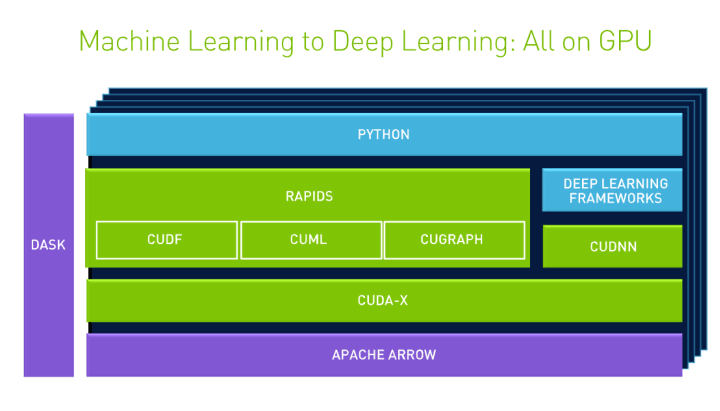 Machine Learning to Deep Learning: All on GPU
PYTHON
RAPIDS
DEEP LEARNING
FRAMEWORKS
DASK
CUDF
CUML
CUGRAPH
CUDNN
CUDA-X
APACHE ARROW